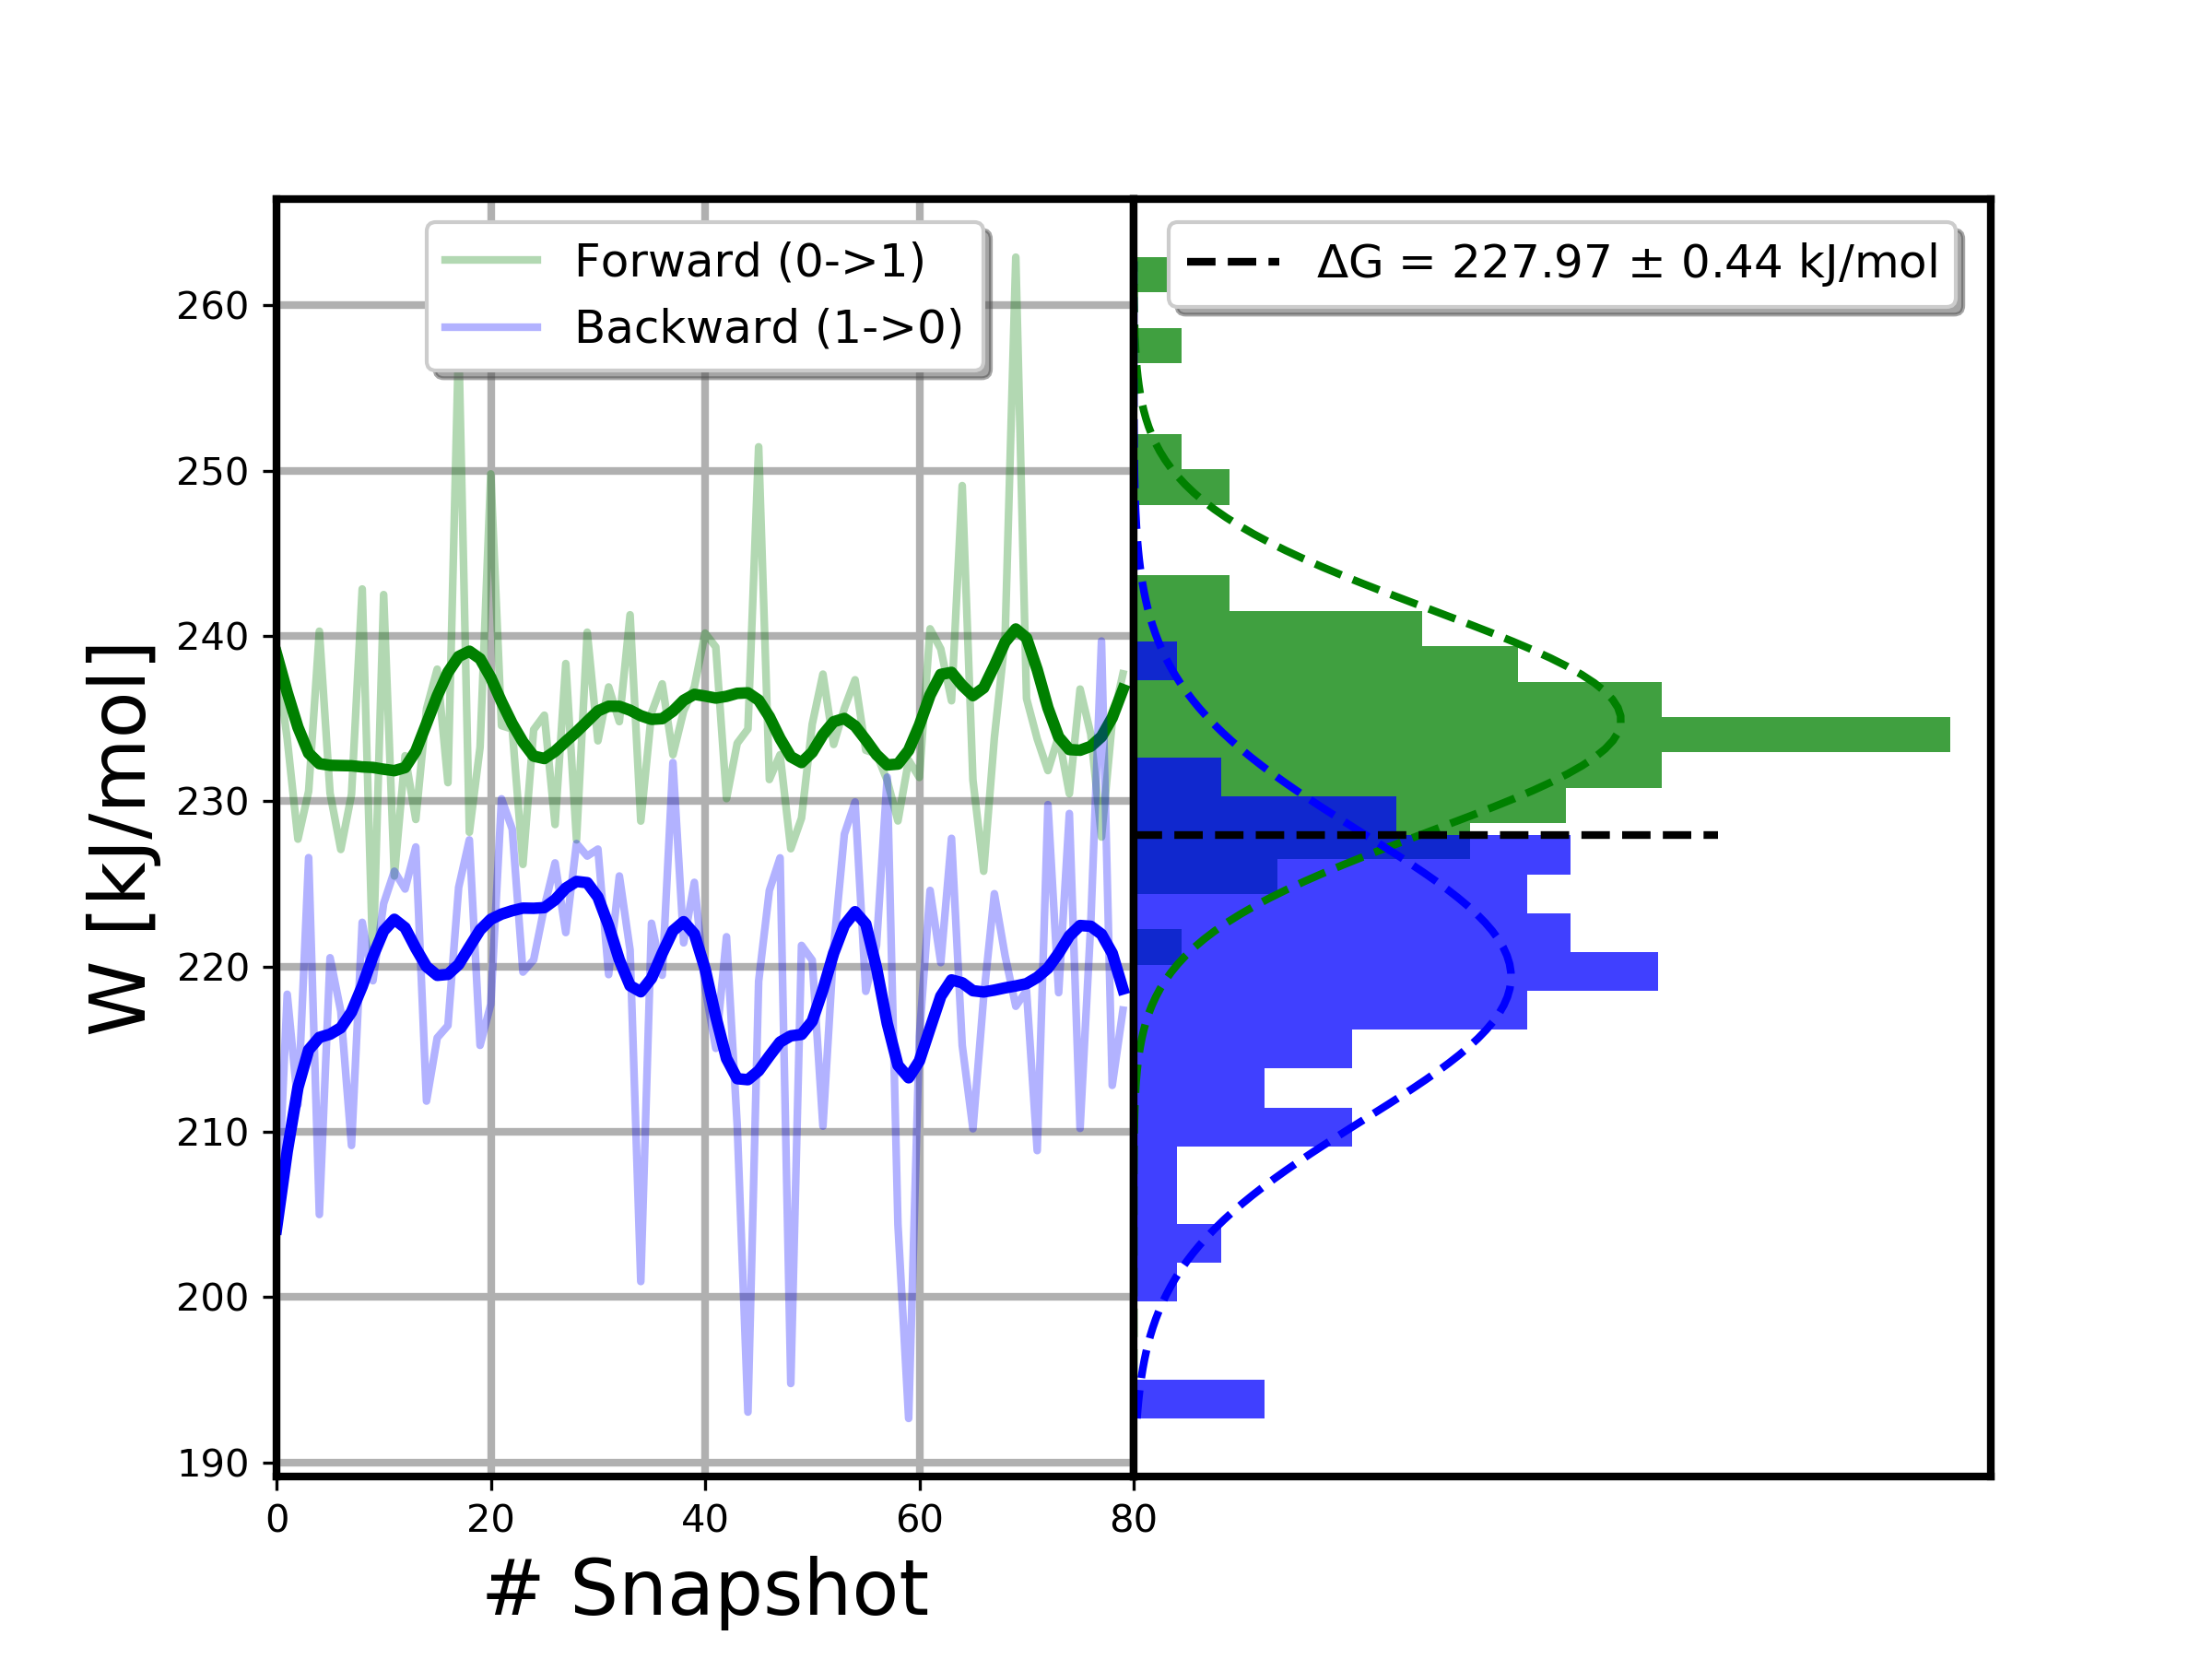 Forward (0->1)
Backward (1->0)
ΔG = 227.97 ± 0.44 kJ/mol
W [kJ/mol]
260
250
240
230
220
210
200
190
0 20 40 60 80
# Snapshot